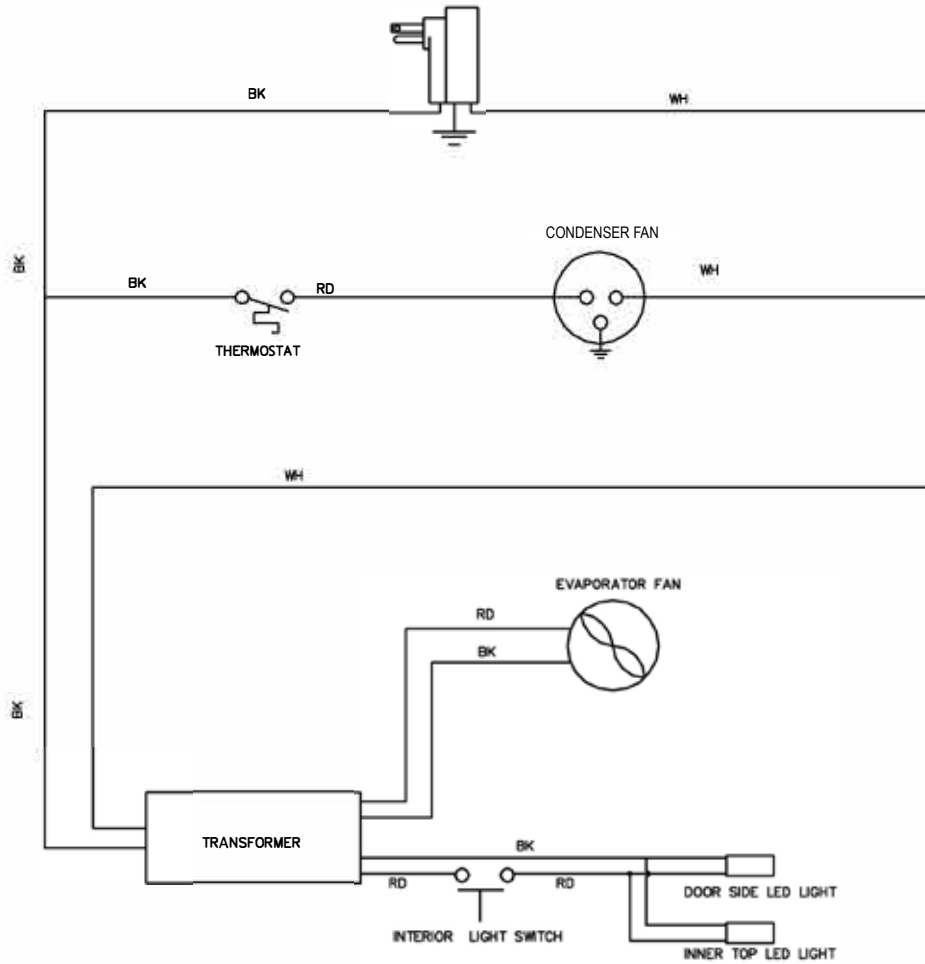 BK
WH
CONDENSER FAN
BK
BK
RD
WH
THERMOSTAT
WH
EVAPORATOR FAN
RD
BK
BK
TRANSFORMER
BK
RD
RD
DOOR SIDE LED LIGHT
INTERIOR LIGHT SWITCH
INNER TOP LED LIGHT